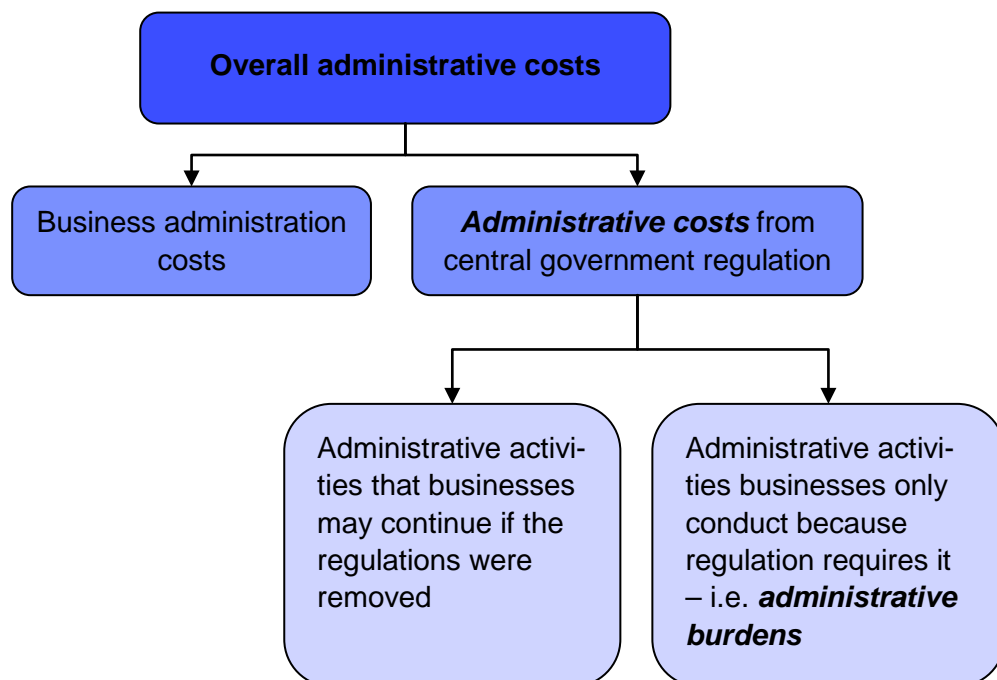 Overall administrative costs
Business administration
costs
Administrative costs from
central government regulation
Administrative activi-
ties that businesses
may continue if the
regulations were
removed
Administrative activi-
ties businesses only
conduct because
regulation requires it
– i.e. administrative
burdens